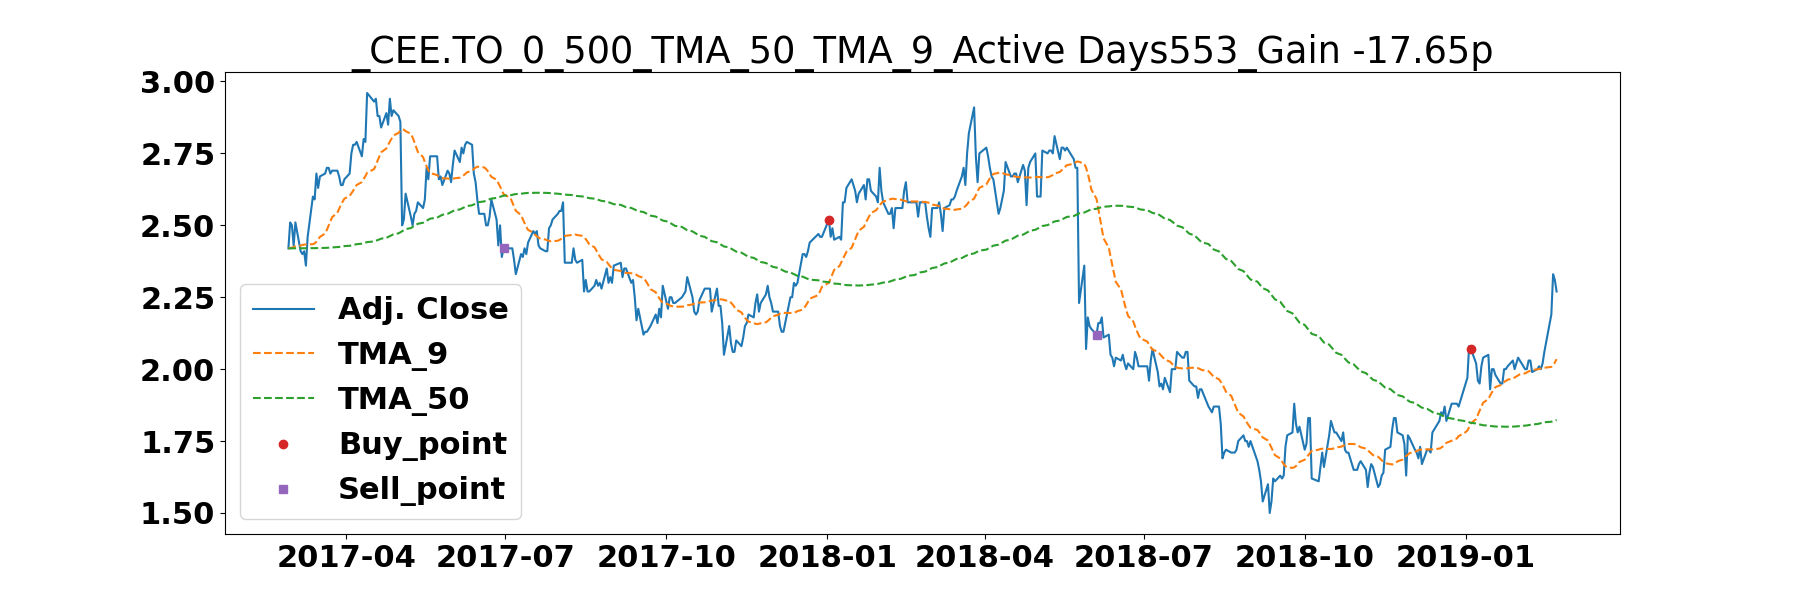 _CEE.TO_0_500_TMA_50_TMA_9_Active Days553_Gain -17.65p
3.00
2.75
2.50
2.25
2.00
1.75
1.50
Adj. Close
TMA_9
TMA_50
Buy_point
Sell_point
2017-04 2017-07 2017-10 2018-01 2018-04 2018-07 2018-10 2019-01